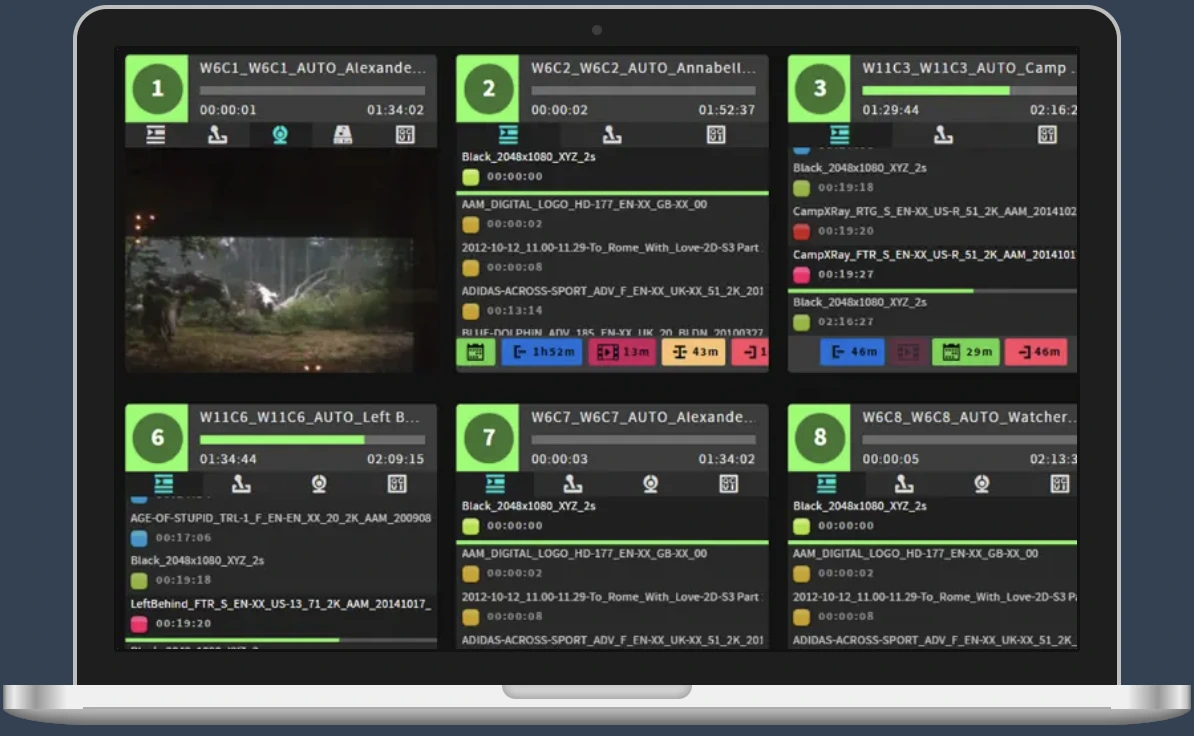 1
W6C1_W6C1_AUTO_Alexande...
00:00:01 01:34:02
2
W6C2_W6C2_AUTO_Annabell...
00:00:02 01:52:37
Black_2048x1080_XYZ_2s
00:00:00
AAM_DIGITAL_LOGO_HD-177_EN-XX_GB-XX_00
00:00:02
2012-10-12_11.00-11.29-To_Rome_With_Love-2D-S3 Part
00:00:08
ADIDAS-ACROSS-SPORT_ADV_F_EN-XX_UK-XX_51_2K_201
00:13:14
BLUE-DOLPHIN_ADV_185_EN-XX_UK_20_BLDN_20100327
1h52m 13m 43m 1
3
W11C3_W11C3_AUTO_Camp .
01:29:44 02:16:2
Black_2048x1080_XYZ_2s
00:19:18
CampXRay_RTG_S_EN-XX_US-R_51_2K_AAM_2014102
00:19:20
CampXRay_FTR_S_EN-XX_US-R_51_2K_AAM_2014101
00:19:27
Black_2048x1080_XYZ_2s
02:16:27
46m 29m 46m
6
W11C6_W11C6_AUTO_Left B...
01:34:44 02:09:15
AGE-OF-STUPID_TRL-1_F_EN-EN_XX_20_2K_AAM_200908
00:17:06
Black_2048x1080_XYZ_2s
00:19:18
LeftBehind_FTR_S_EN-XX_US-13_71_2K_AAM_20141017_
00:19:20
7
W6C7_W6C7_AUTO_Alexande...
00:00:03 01:34:02
Black_2048x1080_XYZ_2s
00:00:00
AAM_DIGITAL_LOGO_HD-177_EN-XX_GB-XX_00
00:00:02
2012-10-12_11.00-11.29-To_Rome_With_Love-2D-S3 Part
00:00:08
ADIDAS-ACROSS-SPORT_ADV_F_EN-XX_UK-XX_51_2K_201
8
W6C8_W6C8_AUTO_Watcher...
00:00:05 02:13:3
Black_2048x1080_XYZ_2s
00:00:00
AAM_DIGITAL_LOGO_HD-177_EN-XX_GB-XX_00
00:00:02
2012-10-12_11.00-11.29-To_Rome_With_Love-2D-S3 P
00:00:08
ADIDAS-ACROSS-SPORT_ADV_F_EN-XX_UK-XX_51_2K_